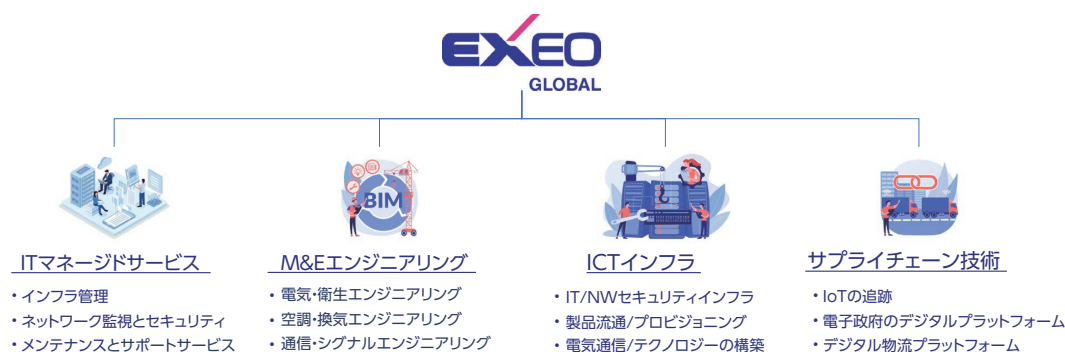 EXEO
GLOBAL
BIM
ITマネージドサービス
・インフラ管理
・ネットワーク監視とセキュリティ
・メンテナンスとサポートサービス
M&Eエンジニアリング
・電気・衛生エンジニアリング
・空調・換気エンジニアリング
・通信・シグナルエンジニアリング
ICTインフラ
・IT/NWセキュリティインフラ
・製品流通/プロビジョニング
・電気通信/テクノロジーの構築
サプライチェーン技術
・IoTの追跡
・電子政府のデジタルプラットフォーム
・デジタル物流プラットフォーム